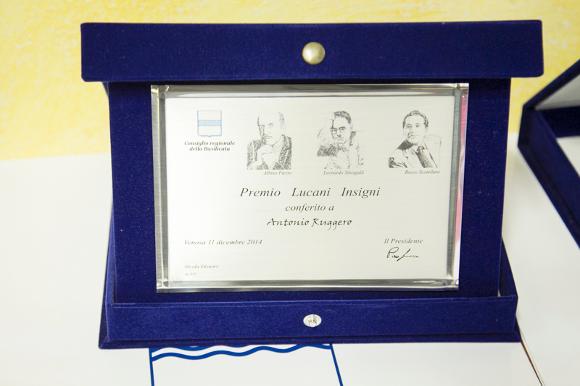 Consiglio regionale
della Basilicata
Albino Pierro
Leonardo Sinisgalli
Rocco Scotellaro
Premio Lucani Insigni
conferito a
Antonio Ruggero
Venosa 11 dicembre 2014
Il Presidente